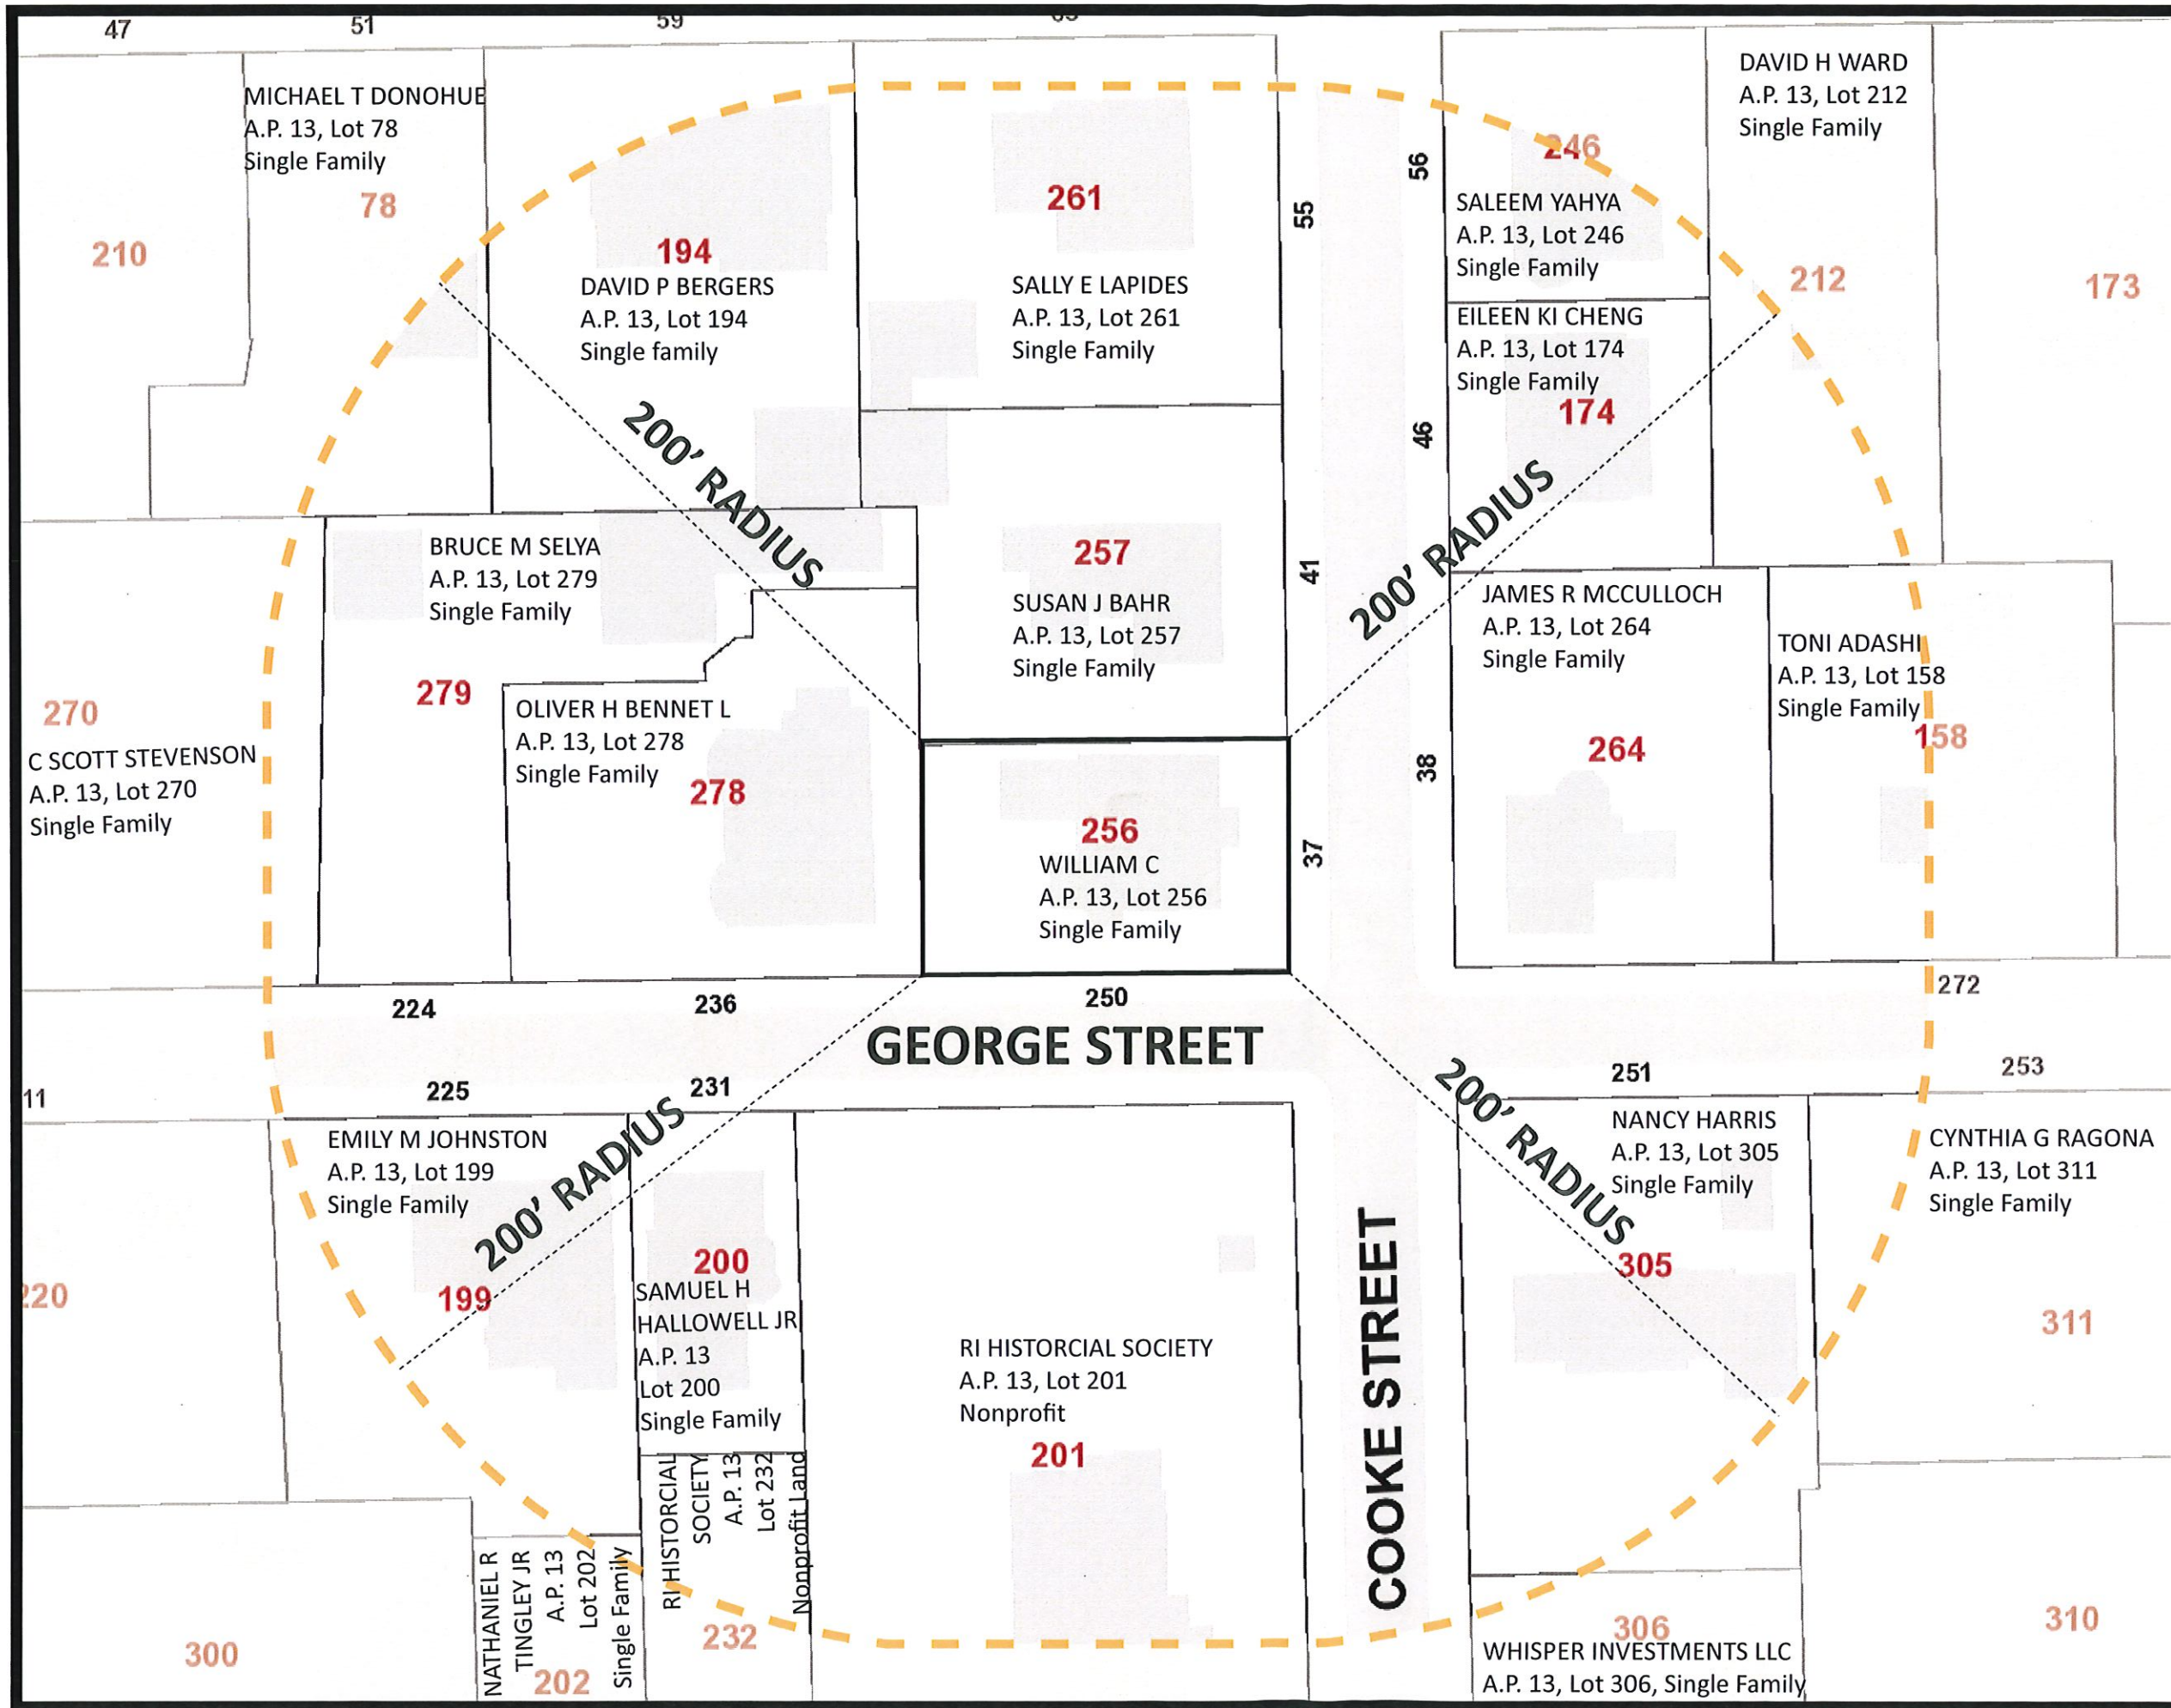 47
51
59
MICHAEL T DONOHUE
A.P. 13, Lot 78
Single Family
78
210
194
DAVID P BERGERS
A.P. 13, Lot 194
Single family
261
SALLY E LAPIDES
A.P. 13, Lot 261
Single Family
55
56
246
SALEEM YAHYA
A.P. 13, Lot 246
Single Family
DAVID H WARD
A.P. 13, Lot 212
Single Family
212
173
EILEEN KI CHENG
A.P. 13, Lot 174
Single Family
174
46
200' RADIUS
200' RADIUS
BRUCE M SELYA
A.P. 13, Lot 279
Single Family
279
257
SUSAN J BAHR
A.P. 13, Lot 257
Single Family
41
JAMES R MCCULLOCH
A.P. 13, Lot 264
Single Family
264
38
TONI ADASHI
A.P. 13, Lot 158
Single Family
158
270
C SCOTT STEVENSON
A.P. 13, Lot 270
Single Family
OLIVER H BENNET L
A.P. 13, Lot 278
Single Family
278
256
WILLIAM C
A.P. 13, Lot 256
Single Family
37
224
236
250
272
GEORGE STREET
11
225
231
251
253
EMILY M JOHNSTON
A.P. 13, Lot 199
Single Family
199
200' RADIUS
200
SAMUEL H
HALLOWELL JR
A.P. 13
Lot 200
Single Family
200' RADIUS
NANCY HARRIS
A.P. 13, Lot 305
Single Family
305
CYNTHIA G RAGONA
A.P. 13, Lot 311
Single Family
311
220
RI HISTORCIAL SOCIETY
A.P. 13, Lot 201
Nonprofit
201
COOKE STREET
RI HISTORCIAL
SOCIETY
A.P. 13
Lot 232
Nonprofit Land
232
NATHANIEL R
TINGLEY JR
A.P. 13
Lot 202
Single Family
202
300
306
WHISPER INVESTMENTS LLC
A.P. 13, Lot 306, Single Family
310